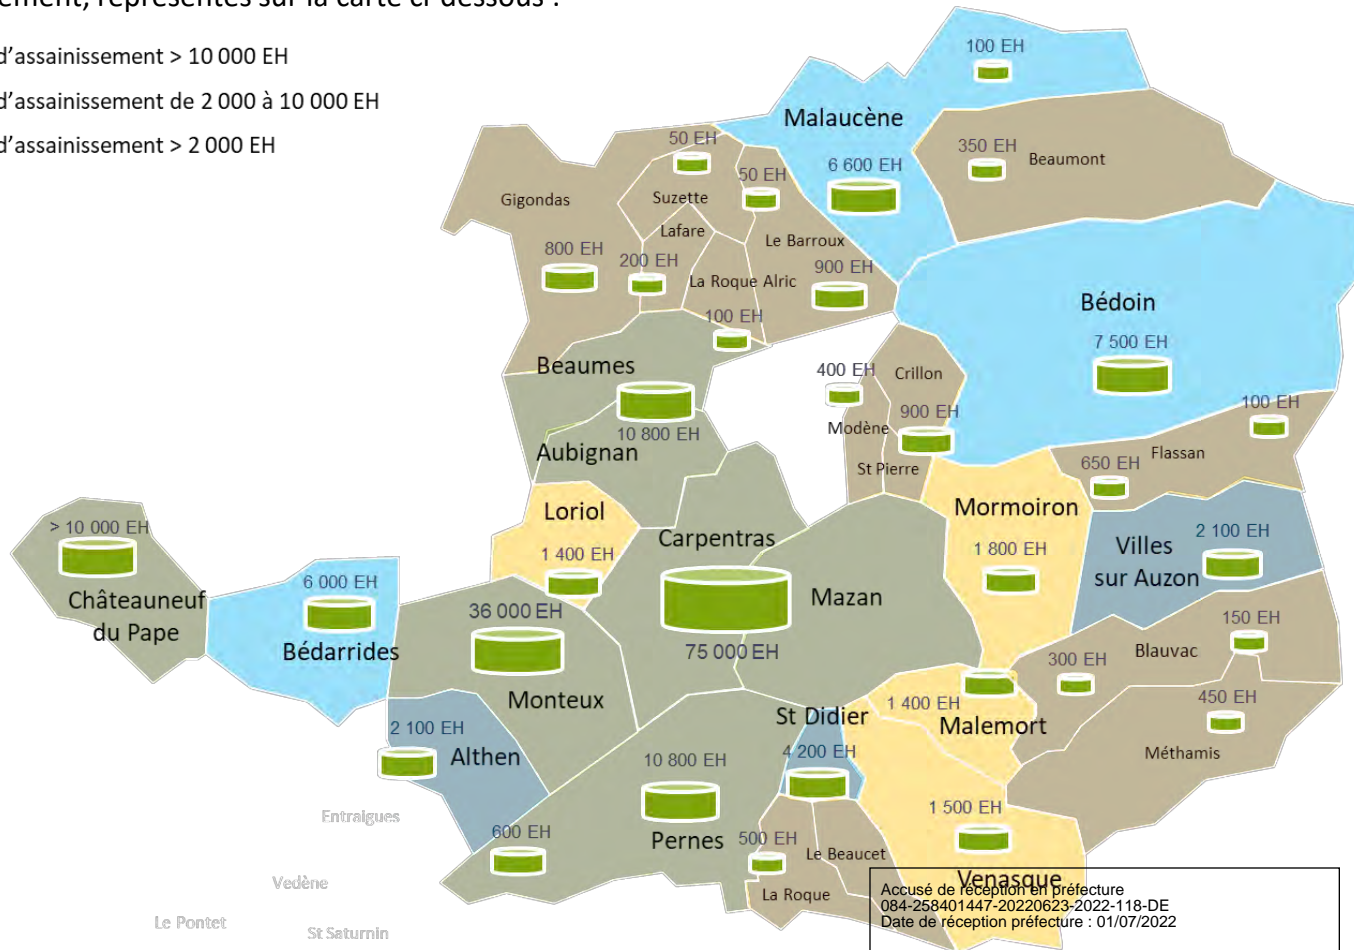 ement, représentés sur la carte ci-dessous :
d’assainissement > 10 000 EH
d’assainissement de 2 000 à 10 000 EH
d’assainissement > 2 000 EH
100 EH
Malaucène
6 600 EH
350 EH
Beaumont
50 EH
50 EH
Gigondas
Suzette
Lafare
Le Barroux
800 EH
200 EH
La Roque Alric
900 EH
100 EH
Bédoin
7 500 EH
Beaumes
10 800 EH
Aubignan
400 EH
Crillon
Modène
900 EH
St Pierre
100 EH
Flassan
650 EH
Loriol
1 400 EH
Carpentras
75 000 EH
Mazan
Mormoiron
1 800 EH
Villes
sur Auzon
2 100 EH
> 10 000 EH
Châteauneuf
du Pape
6 000 EH
Bédarrides
36 000 EH
Monteux
150 EH
Blauvac
300 EH
450 EH
Méthamis
1 400 EH
Malemort
St Didier
4 200 EH
2 100 EH
Althen
10 800 EH
Pernes
600 EH
500 EH
Le Beaucet
La Roque
1 500 EH
Venasque
Entraigues
Vedène
Le Pontet
St Saturnin
Accusé de réception en préfecture
084-258401447-20220623-2022-118-DE
Date de réception préfecture : 01/07/2022